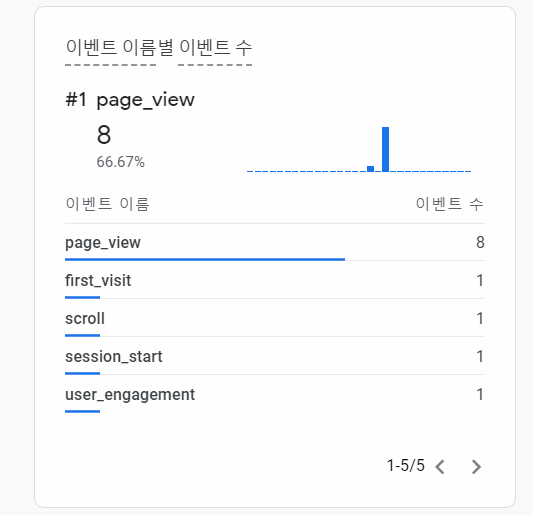 이벤트 이름별 이벤트 수
#1 page_view
8
66.67%
이벤트 이름 이벤트 수
page_view 8
first_visit 1
scroll 1
session_start 1
user_engagement 1
1-5/5